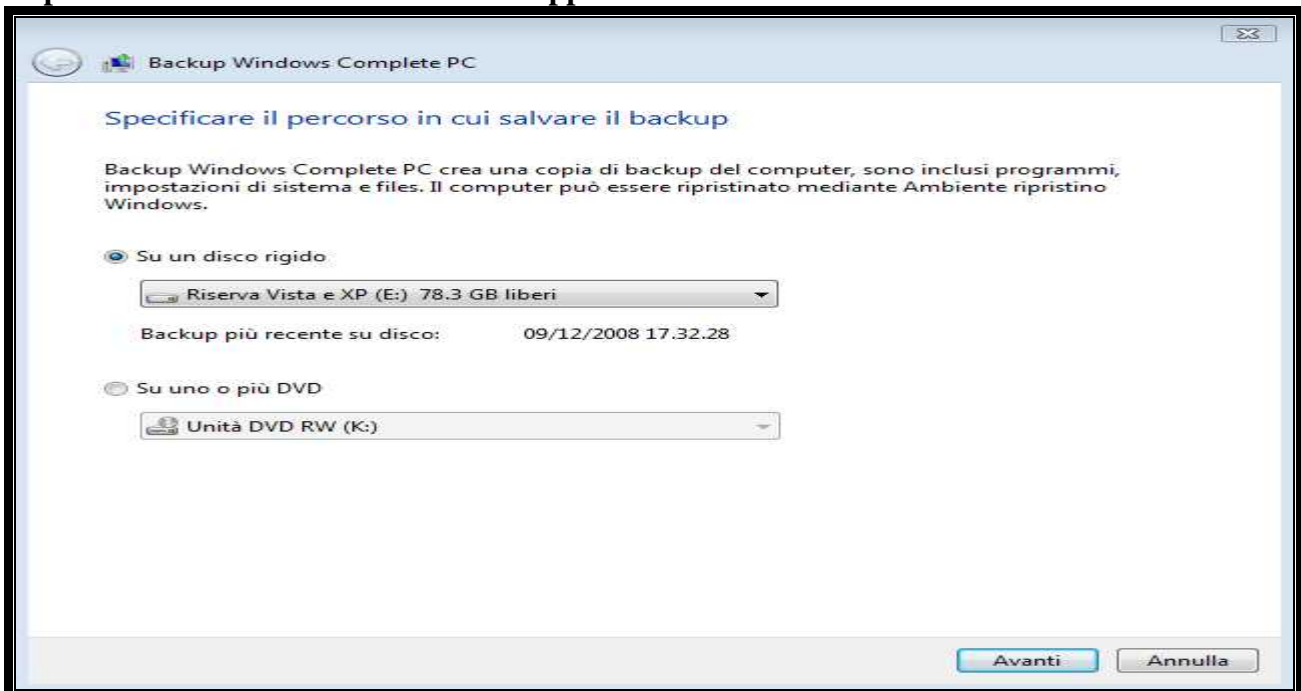 Backup Windows Complete PC
Specificare il percorso in cui salvare il backup
Backup Windows Complete PC crea una copia di backup del computer, sono inclusi programmi,
impostazioni di sistema e files. Il computer può essere ripristinato mediante Ambiente ripristino
Windows.
Su un disco rigido
Riserva Vista e XP (E:) 78.3 GB liberi
Backup più recente su disco: 09/12/2008 17.32.28
Su uno o più DVD
Unità DVD RW (K:)
Avanti Annulla